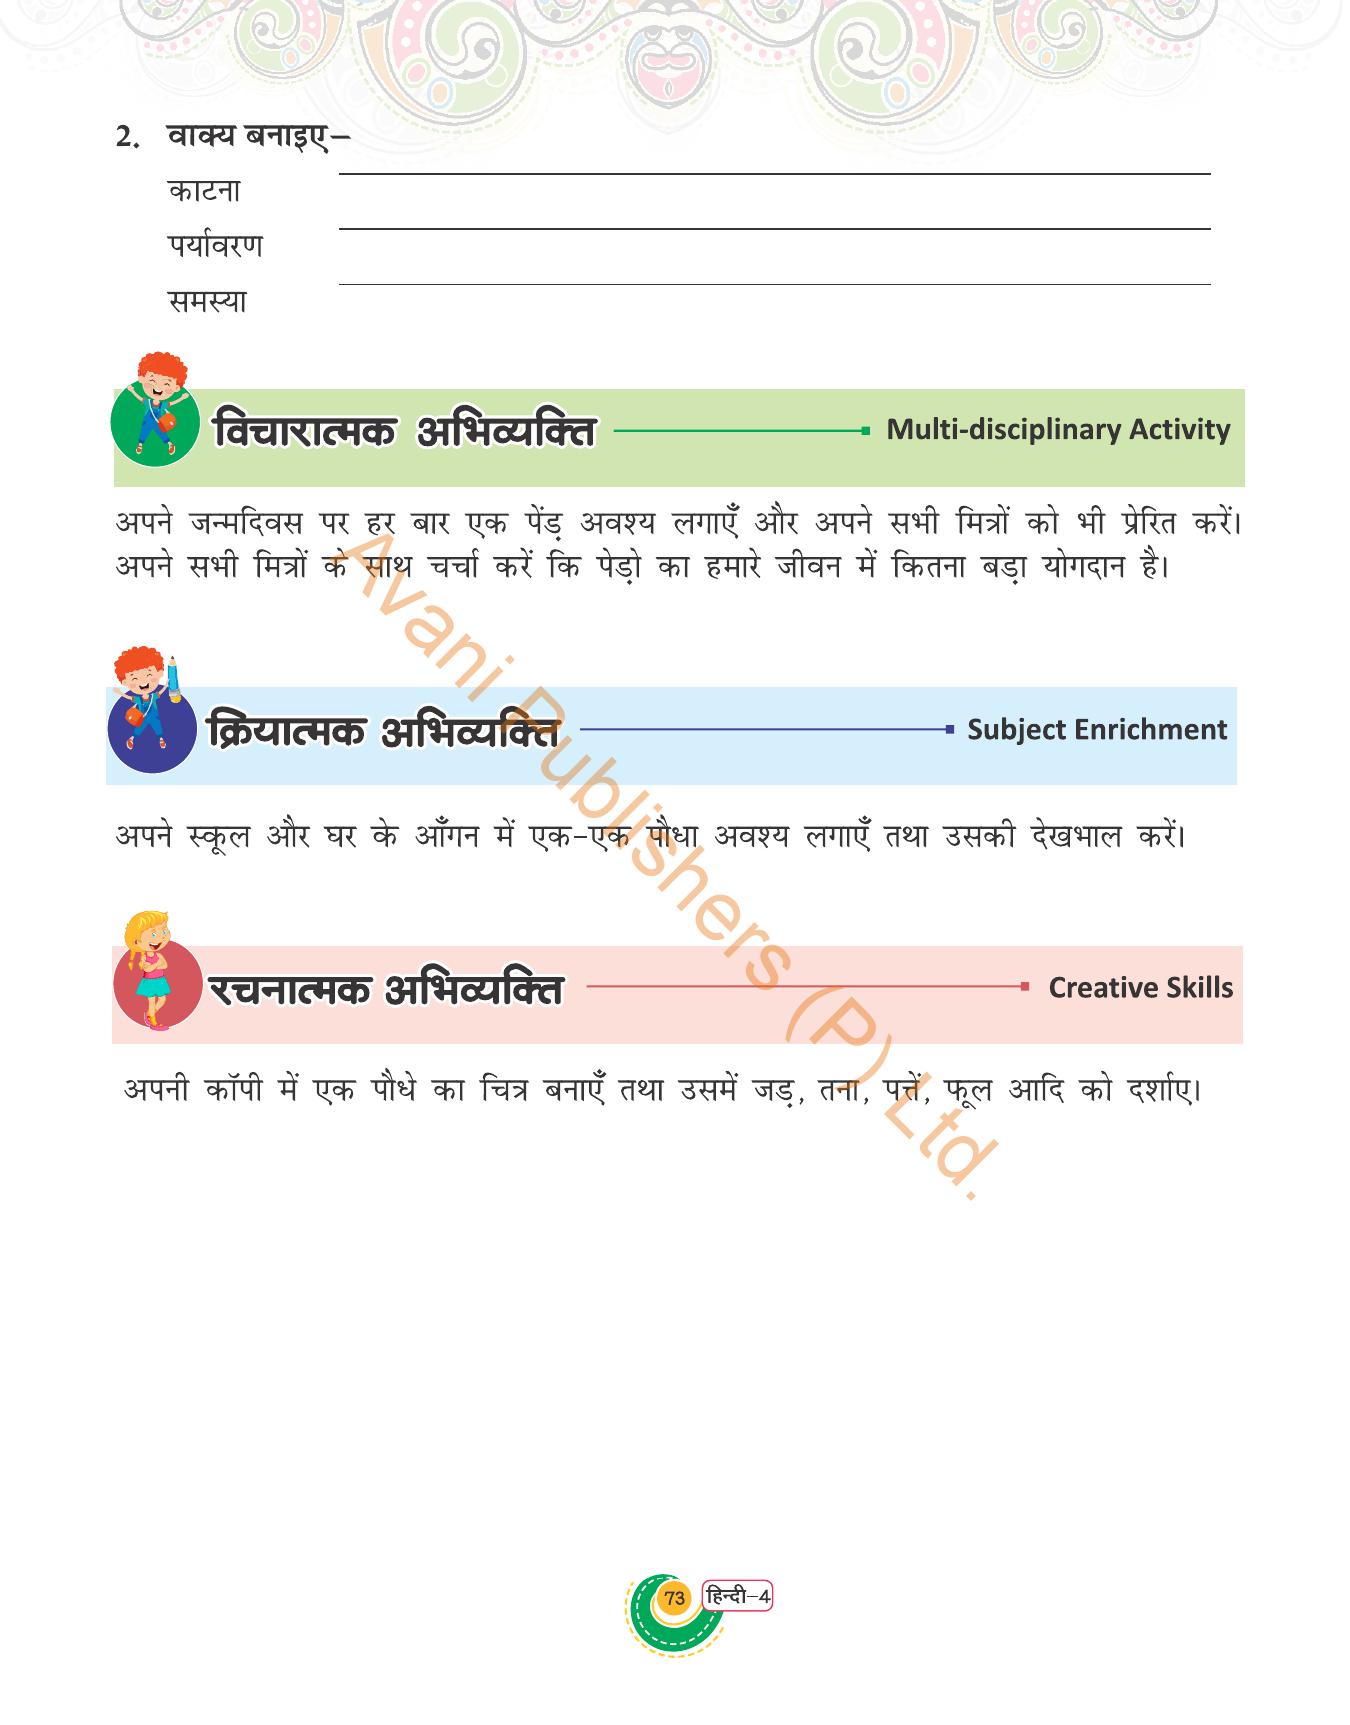 2. वाक्य बनाइए–
काटना
पर्यावरण
समस्या
विचारात्मक अभिव्यक्ति Multi-disciplinary Activity
अपने जन्मदिवस पर हर बार एक पेंड़ अवश्य लगाएँ और अपने सभी मित्रों को भी प्रेरित करें।
अपने सभी मित्रों के साथ चर्चा करें कि पेड़ो का हमारे जीवन में कितना बड़ा योगदान है।
क्रियात्मक अभिव्यक्ति Subject Enrichment
अपने स्कूल और घर के आँगन में एक-एक पौधा अवश्य लगाएँ तथा उसकी देखभाल करें।
रचनात्मक अभिव्यक्ति Creative Skills
अपनी कॉपी में एक पौधे का चित्र बनाएँ तथा उसमें जड़, तना, पत्तें, फूल आदि को दर्शाए।
Avani Publishers (P) Ltd.
73 हिन्दी–4